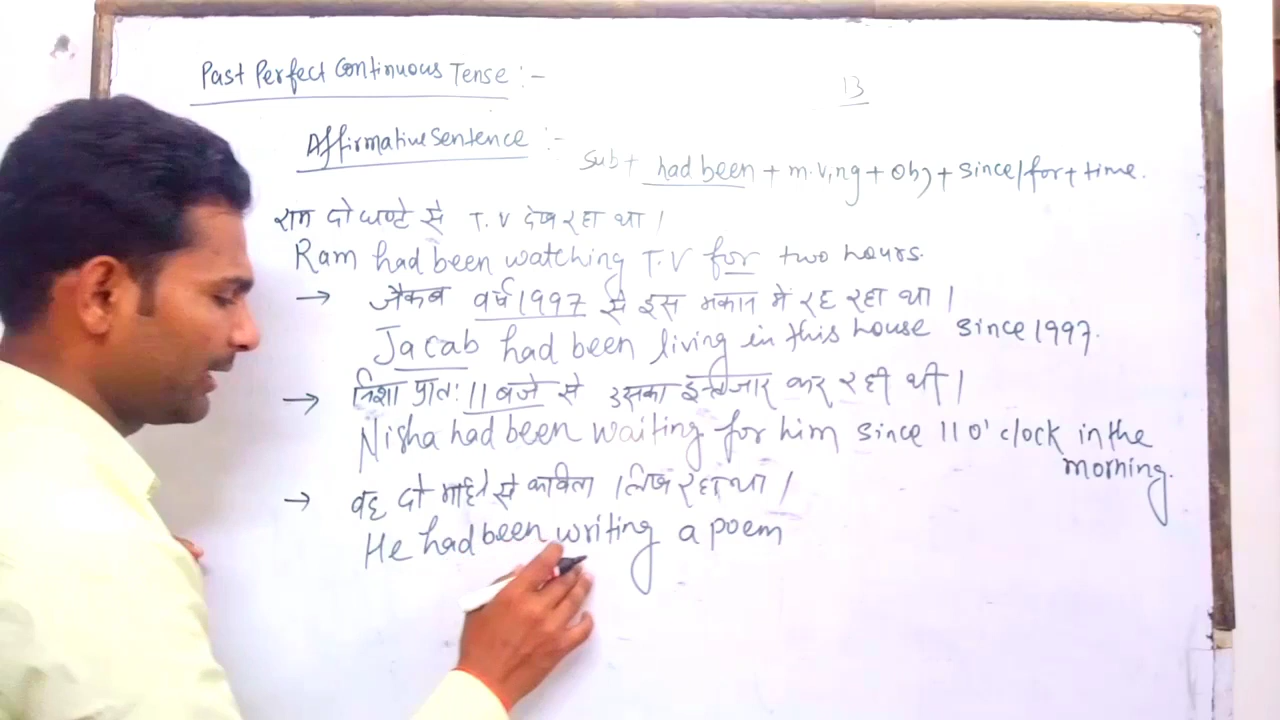 Past Perfect Continuous Tense :-
13
Affirmative Sentence :-
Sub + had been + m.v₁ng + Obj + since/for + time.
राम दो घण्टे से T.V देख रहा था।
Ram had been watching T.V for two hours.
→ जैकब वर्ष 1997 से इस मकान में रह रहा था।
Jacab had been living in this house since 1997.
→ निशा प्रातः 11 बजे से उसका इन्तजार कर रही थी।
Nisha had been waiting for him since 11 0' clock in the
morning.
→ वह दो माह से कविता लिख रहा था।
He had been writing a poem